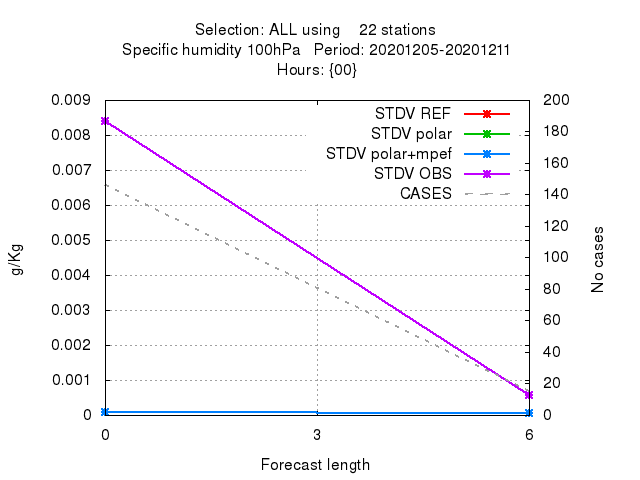 Selection: ALL using    22 stations
Specific humidity 100hPa   Period: 20201205-20201211
Hours: {00}
0.009
0.008
0.007
0.006
0.005
0.004
0.003
0.002
0.001
0
200
180
160
140
120
100
80
60
40
20
0
STDV REF
STDV polar
STDV polar+mpef
STDV OBS
CASES
g/Kg
No cases
0 3 6
Forecast length